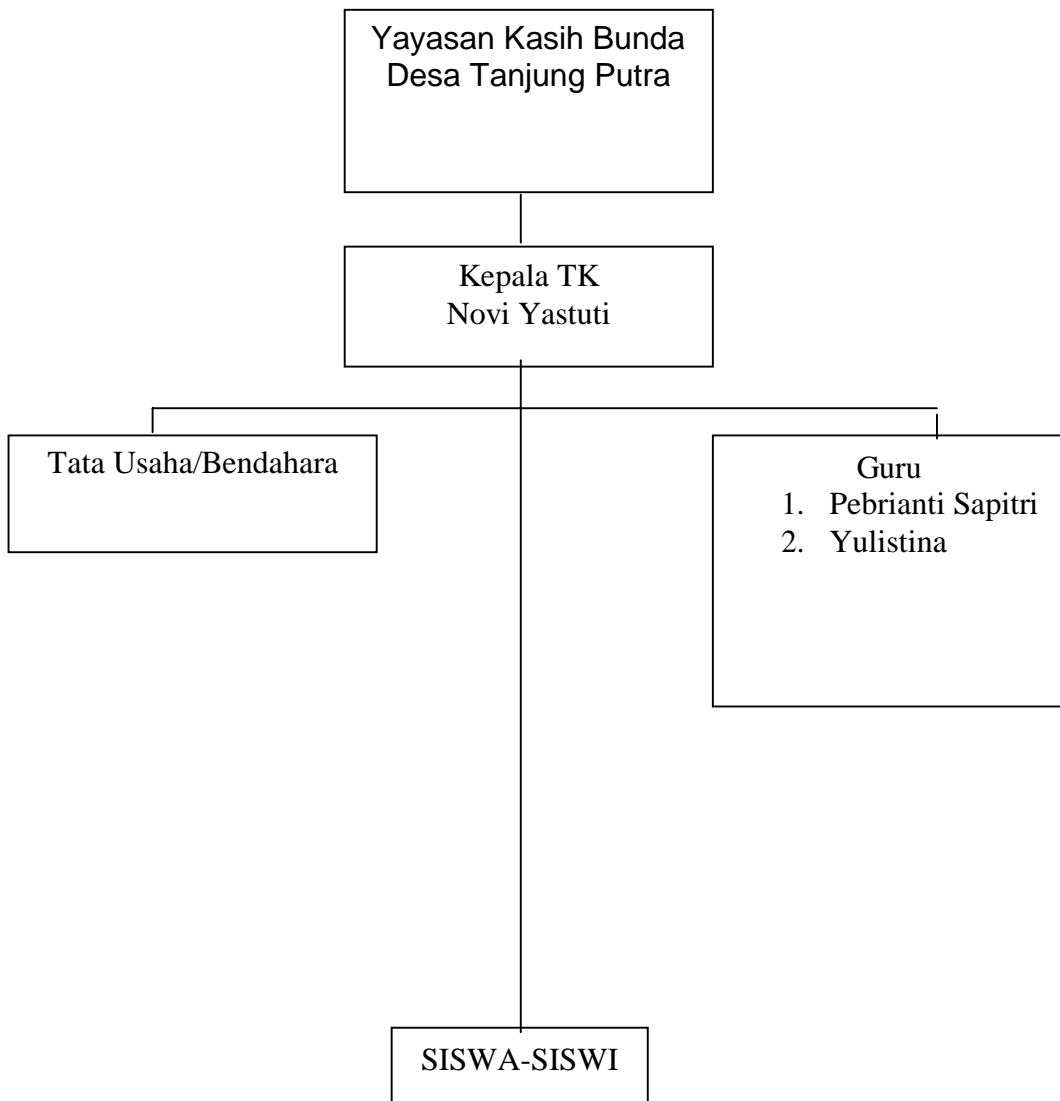 Yayasan Kasih Bunda
Desa Tanjung Putra
Kepala TK
Novi Yastuti
Tata Usaha/Bendahara
Guru
1. Pebrianti Sapitri
2. Yulistina
SISWA-SISWI